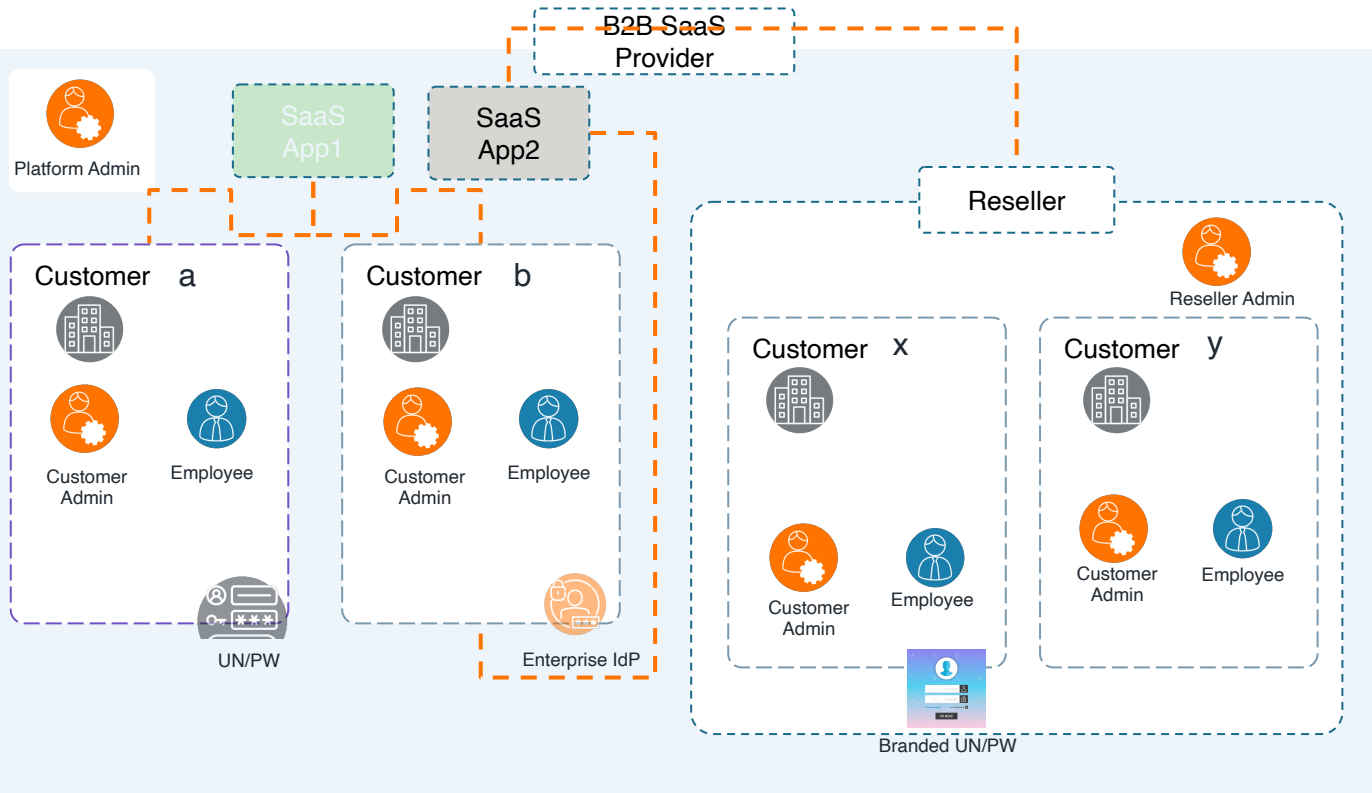 B2B SaaS
Provider
Platform Admin
SaaS
App1
SaaS
App2
Reseller
Reseller Admin
Customer a
Customer
Admin
Employee
UN/PW
Customer b
Customer
Admin
Employee
Enterprise IdP
Customer x
Customer
Admin
Employee
Branded UN/PW
Customer y
Customer
Admin
Employee